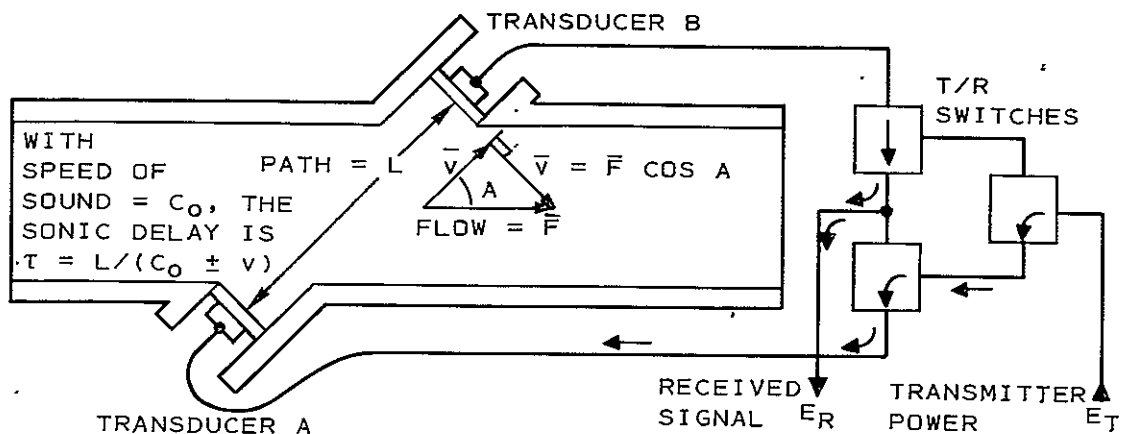 TRANSDUCER B
T/R
SWITCHES
WITH
SPEED OF
SOUND = C₀, THE
SONIC DELAY IS
τ = L/(C₀ ± v)
PATH = L
v̅
v̅ = F̅ COS A
A
FLOW = F̅
TRANSDUCER A
RECEIVED
SIGNAL E_R
TRANSMITTER
POWER E_T